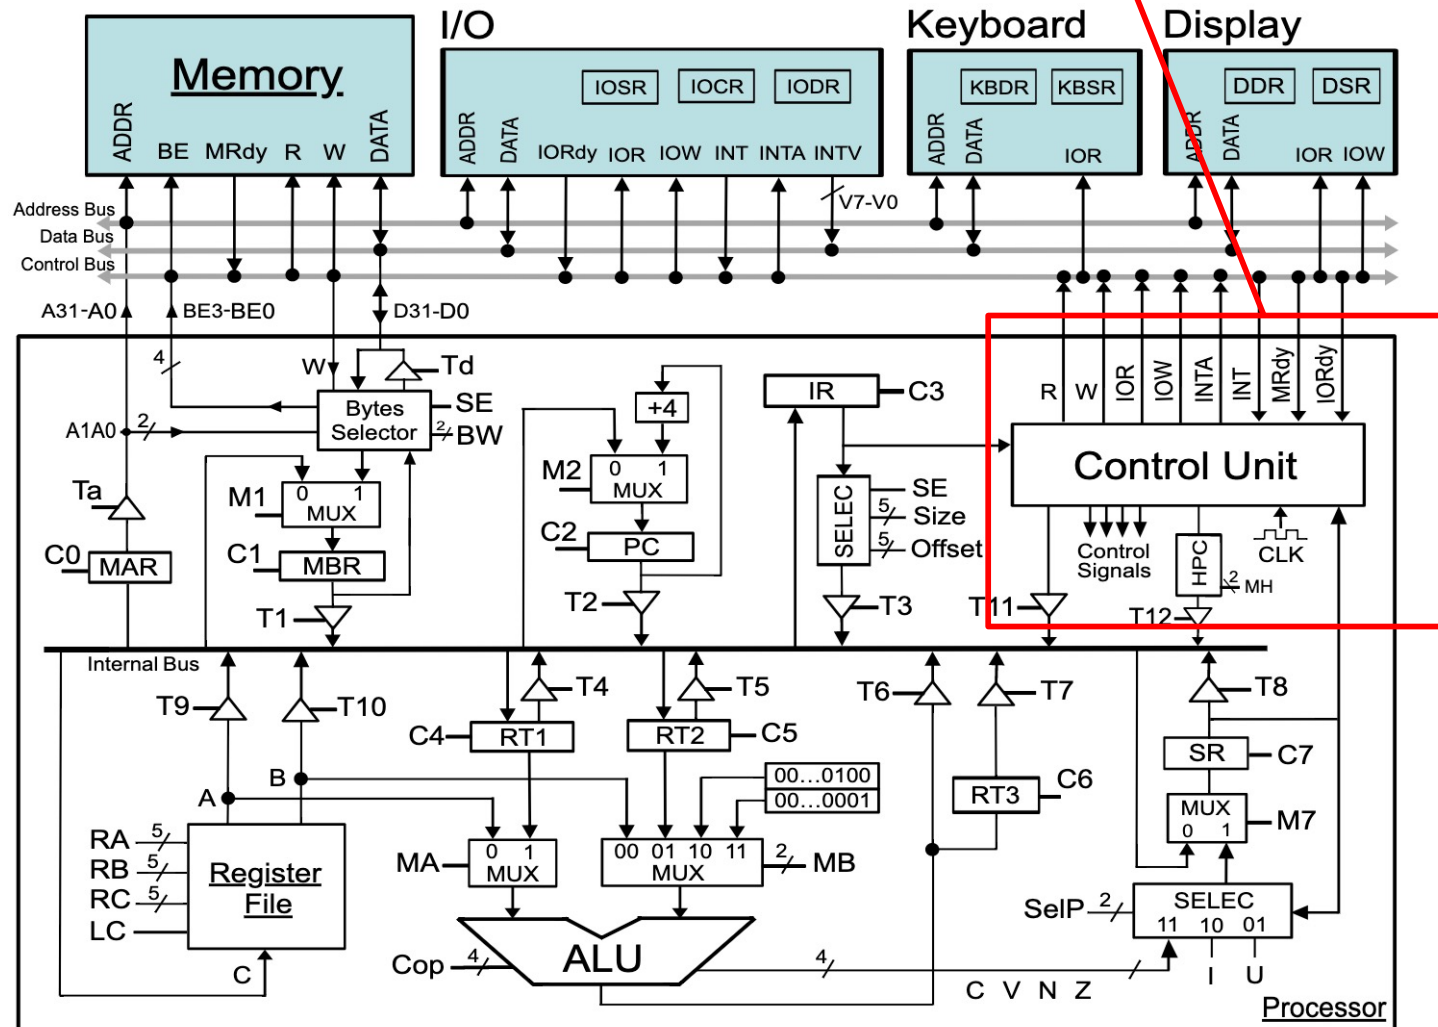 I/O
Keyboard
Display
Memory
IOSR
IOCR
IODR
KBDR
KBSR
DDR
DSR
ADDR
BE
MRdy
R
W
DATA
ADDR
DATA
IORdy
IOR
IOW
INT
INTA
INTV
ADDR
DATA
IOR
ADDR
DATA
IOR
IOW
V7-V0
Address Bus
Data Bus
Control Bus
A31-A0
BE3-BE0
D31-D0
4
W
Td
R
W
IOR
IOW
INTA
INT
MRdy
IORdy
Bytes
Selector
SE
2
BW
A1A0
2
+4
IR
C3
Control Unit
M1
0 1
MUX
M2
0 1
MUX
SELEC
SE
5
Size
5
Offset
Ta
C0
MAR
C1
MBR
C2
PC
Control
Signals
HPC
2
MH
CLK
T1
T2
T3
T11
T12
Internal Bus
T9
T10
T4
T5
T6
T7
T8
C4
RT1
RT2
C5
SR
C7
A
B
00...0100
00...0001
RT3
C6
MUX
0 1
M7
RA
5
RB
5
RC
5
LC
Register
File
C
MA
0 1
MUX
00 01 10 11
MUX
2
MB
SelP
2
SELEC
11 10 01
I
U
Cop
4
ALU
4
C V N Z
Processor